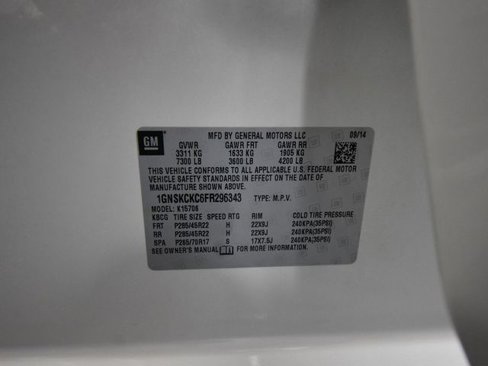 GM
MFD BY GENERAL MOTORS LLC 09/14
GVWR GAWR FRT GAWR RR
3311 KG 1633 KG 1905 KG
7300 LB 3600 LB 4200 LB
THIS VEHICLE CONFORMS TO ALL APPLICABLE U.S. FEDERAL MOTOR
VEHICLE SAFETY STANDARDS IN EFFECT ON THE DATE OF
MANUFACTURE SHOWN ABOVE.
1GNSKCKC6FR296343 TYPE: M.P.V.
MODEL: K15706
KBCG TIRE SIZE SPEED RTG RIM COLD TIRE PRESSURE
FRT P285/45R22 H 22X9J 240KPA(35PSI)
RR P285/45R22 H 22X9J 240KPA(35PSI)
SPA P265/70R17 S 17X7.5J 240KPA(35PSI)
SEE OWNER'S MANUAL FOR MORE INFORMATION.